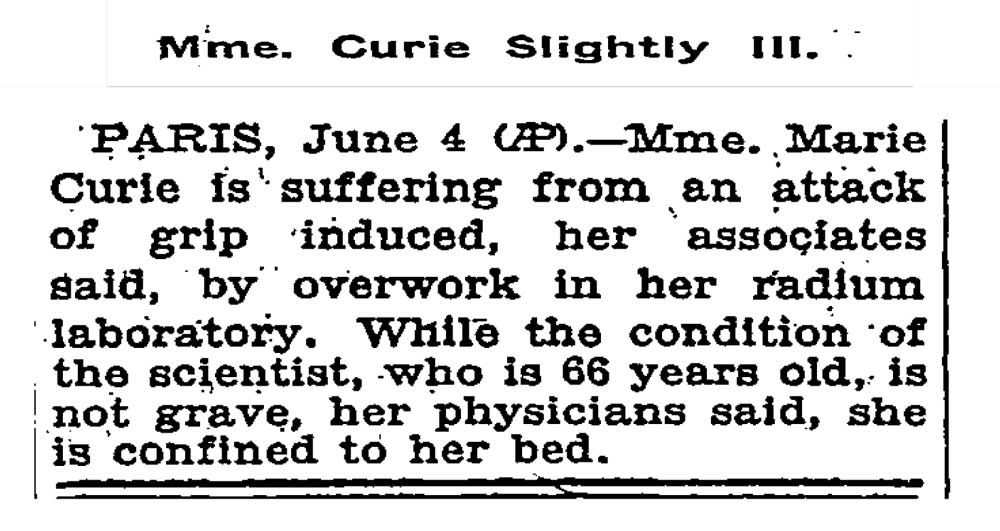 Mme. Curie Slightly Ill.
PARIS, June 4 (AP).—Mme. Marie
Curie is suffering from an attack
of grip induced, her associates
said, by overwork in her radium
laboratory. While the condition of
the scientist, who is 66 years old, is
not grave, her physicians said, she
is confined to her bed.